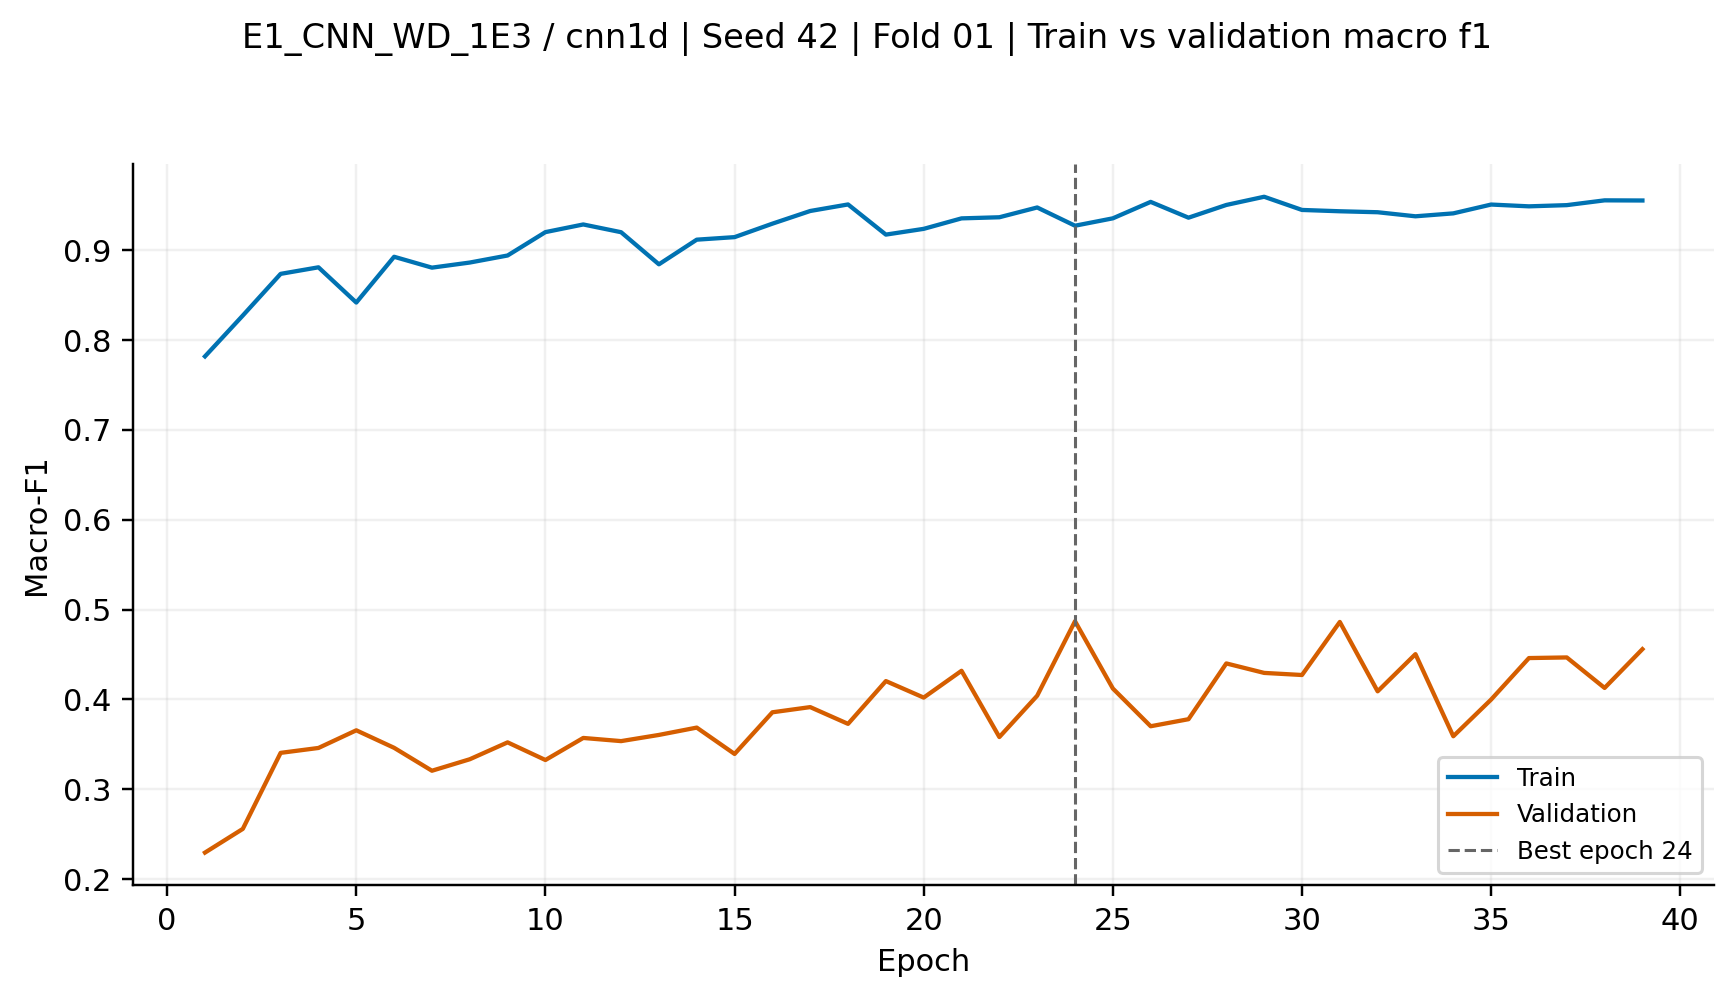 E1_CNN_WD_1E3 / cnn1d | Seed 42 | Fold 01 | Train vs validation macro f1
Macro-F1
0.9
0.8
0.7
0.6
0.5
0.4
0.3
0.2
Train
Validation
Best epoch 24
0 5 10 15 20 25 30 35 40
Epoch